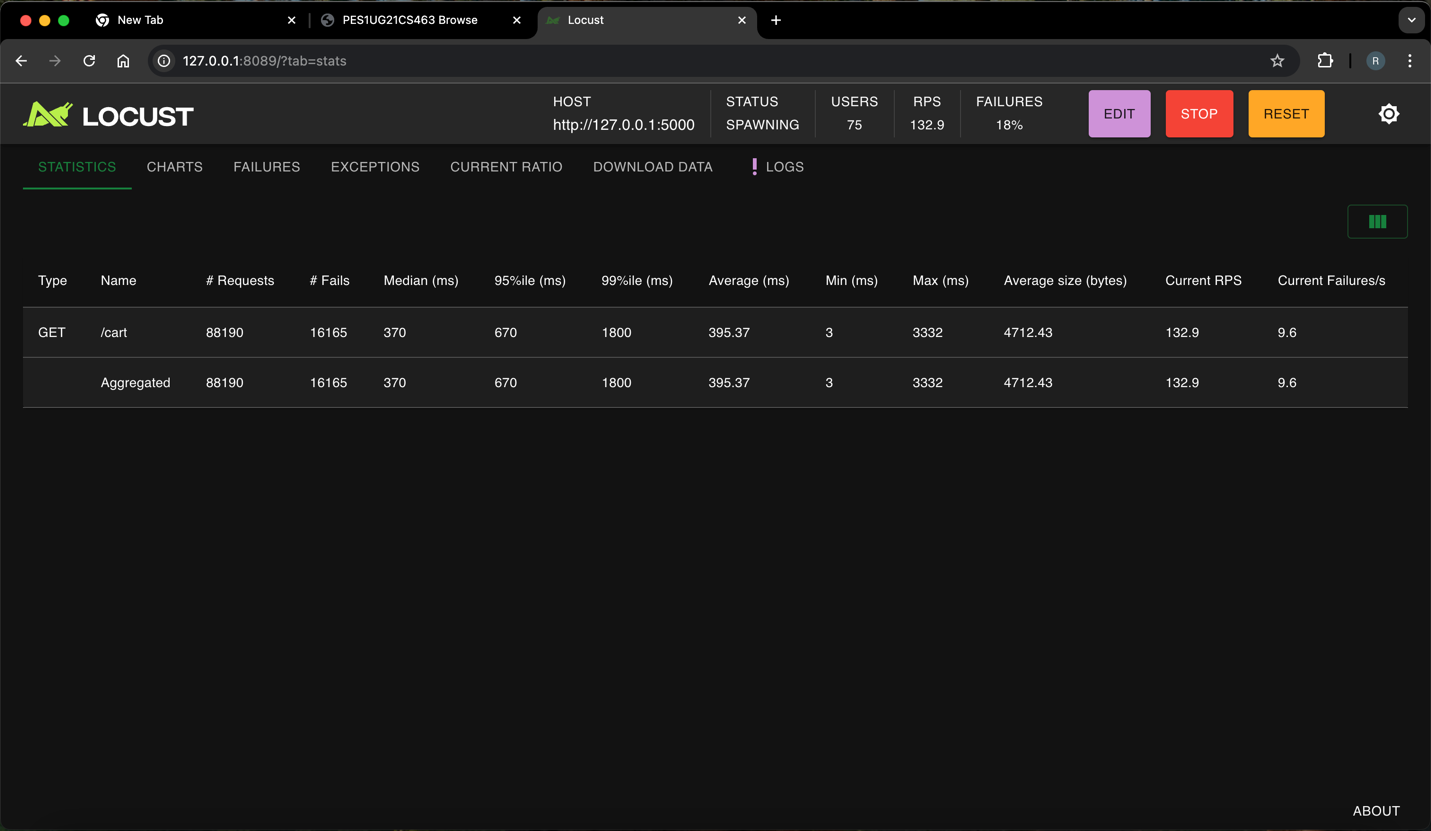 New Tab
PES1UG21CS463 Browse
Locust
127.0.0.1:8089/?tab=stats
R
LOCUST
HOST
http://127.0.0.1:5000
STATUS
SPAWNING
USERS
75
RPS
132.9
FAILURES
18%
EDIT
STOP
RESET
STATISTICS CHARTS FAILURES EXCEPTIONS CURRENT RATIO DOWNLOAD DATA ! LOGS
Type Name # Requests # Fails Median (ms) 95%ile (ms) 99%ile (ms) Average (ms) Min (ms) Max (ms) Average size (bytes) Current RPS Current Failures/s
GET /cart 88190 16165 370 670 1800 395.37 3 3332 4712.43 132.9 9.6
Aggregated 88190 16165 370 670 1800 395.37 3 3332 4712.43 132.9 9.6
ABOUT